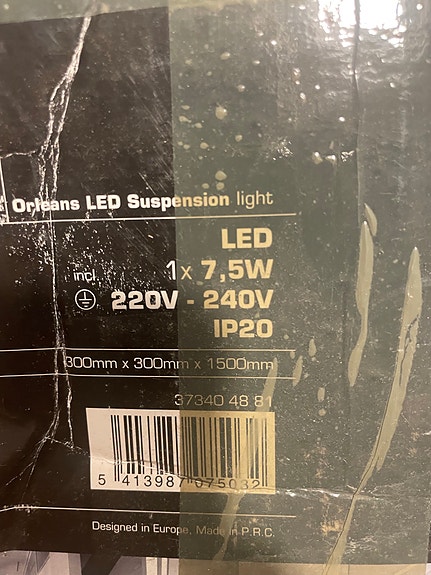 Orleans LED Suspension light
LED
incl. 1 x 7,5W
220V - 240V
IP20
300mm x 300mm x 1500mm
37340 48 81
5 413987 075032
Designed in Europe. Made in P.R.C.